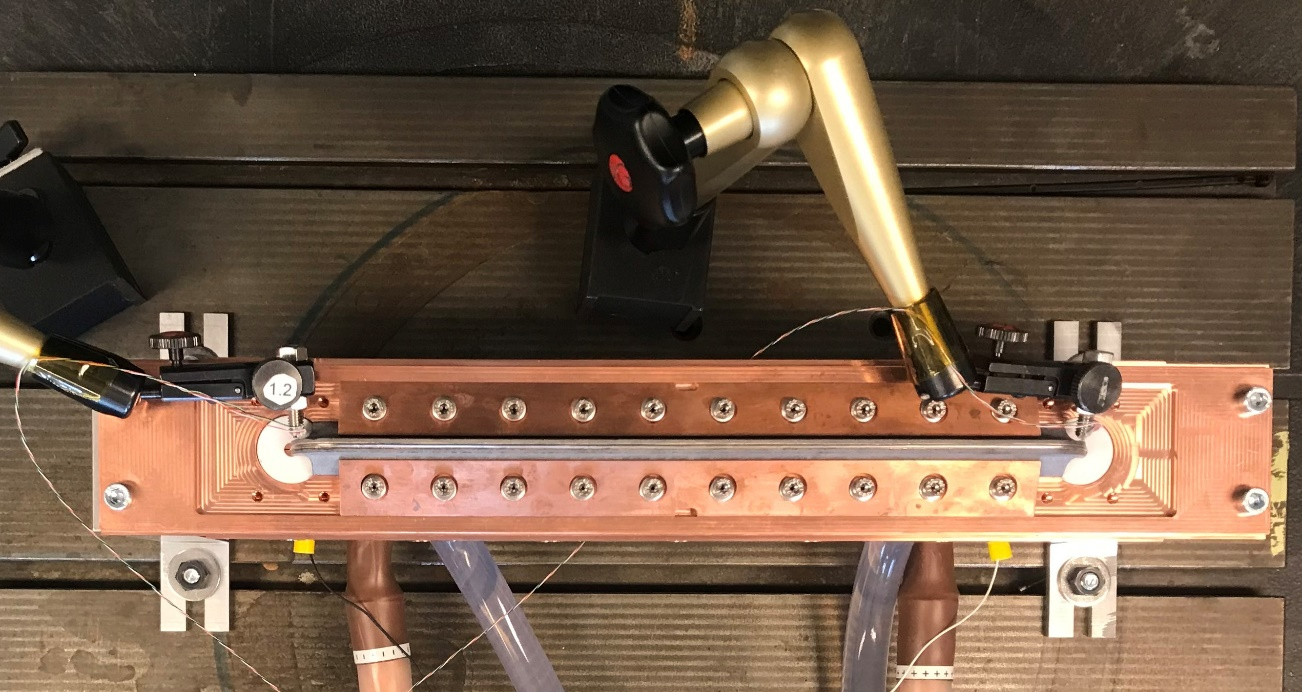 1.2
- - - -
+ + + + +